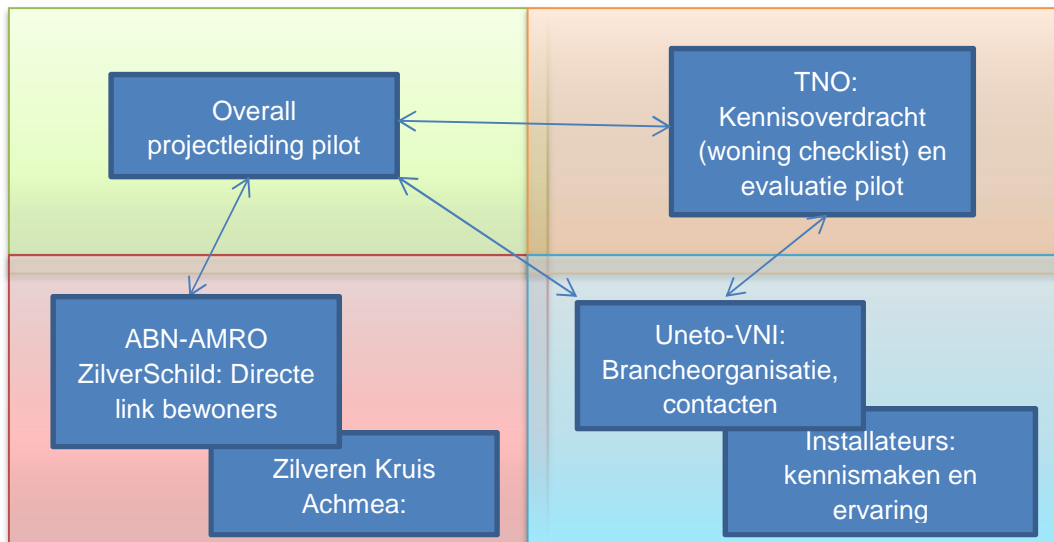 Overall
projectleiding pilot
TNO:
Kennisoverdracht
(woning checklist) en
evaluatie pilot
ABN-AMRO
ZilverSchild: Directe
link bewoners
Zilveren Kruis
Achmea:
Uneto-VNI:
Brancheorganisatie,
contacten
Installateurs:
kennismaken en
ervaring